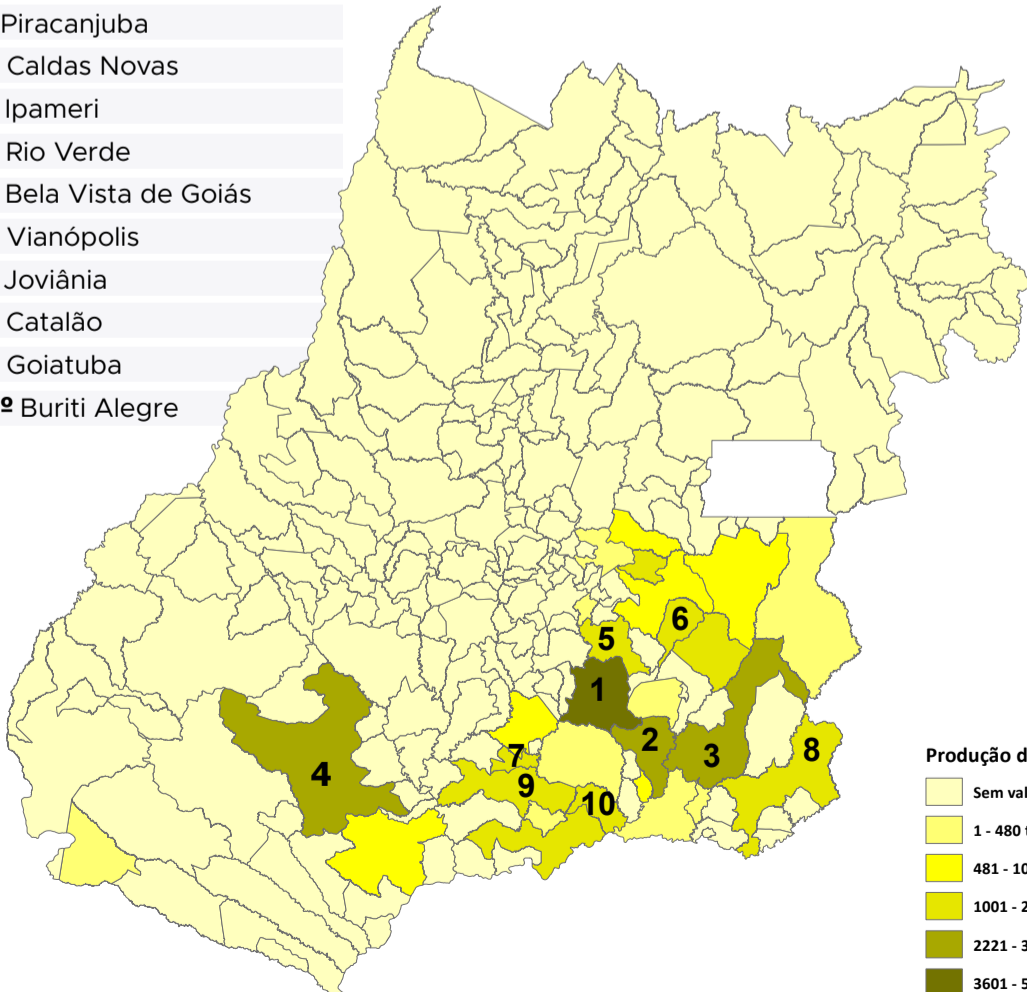 Piracanjuba
Caldas Novas
Ipameri
Rio Verde
Bela Vista de Goiás
Vianópolis
Joviânia
Catalão
Goiatuba
º Buriti Alegre
6
5
1
2
3
8
7
4
9
10
Produção d
Sem val
1 - 480 t
481 - 10
1001 - 2
2221 - 3
3601 - 5